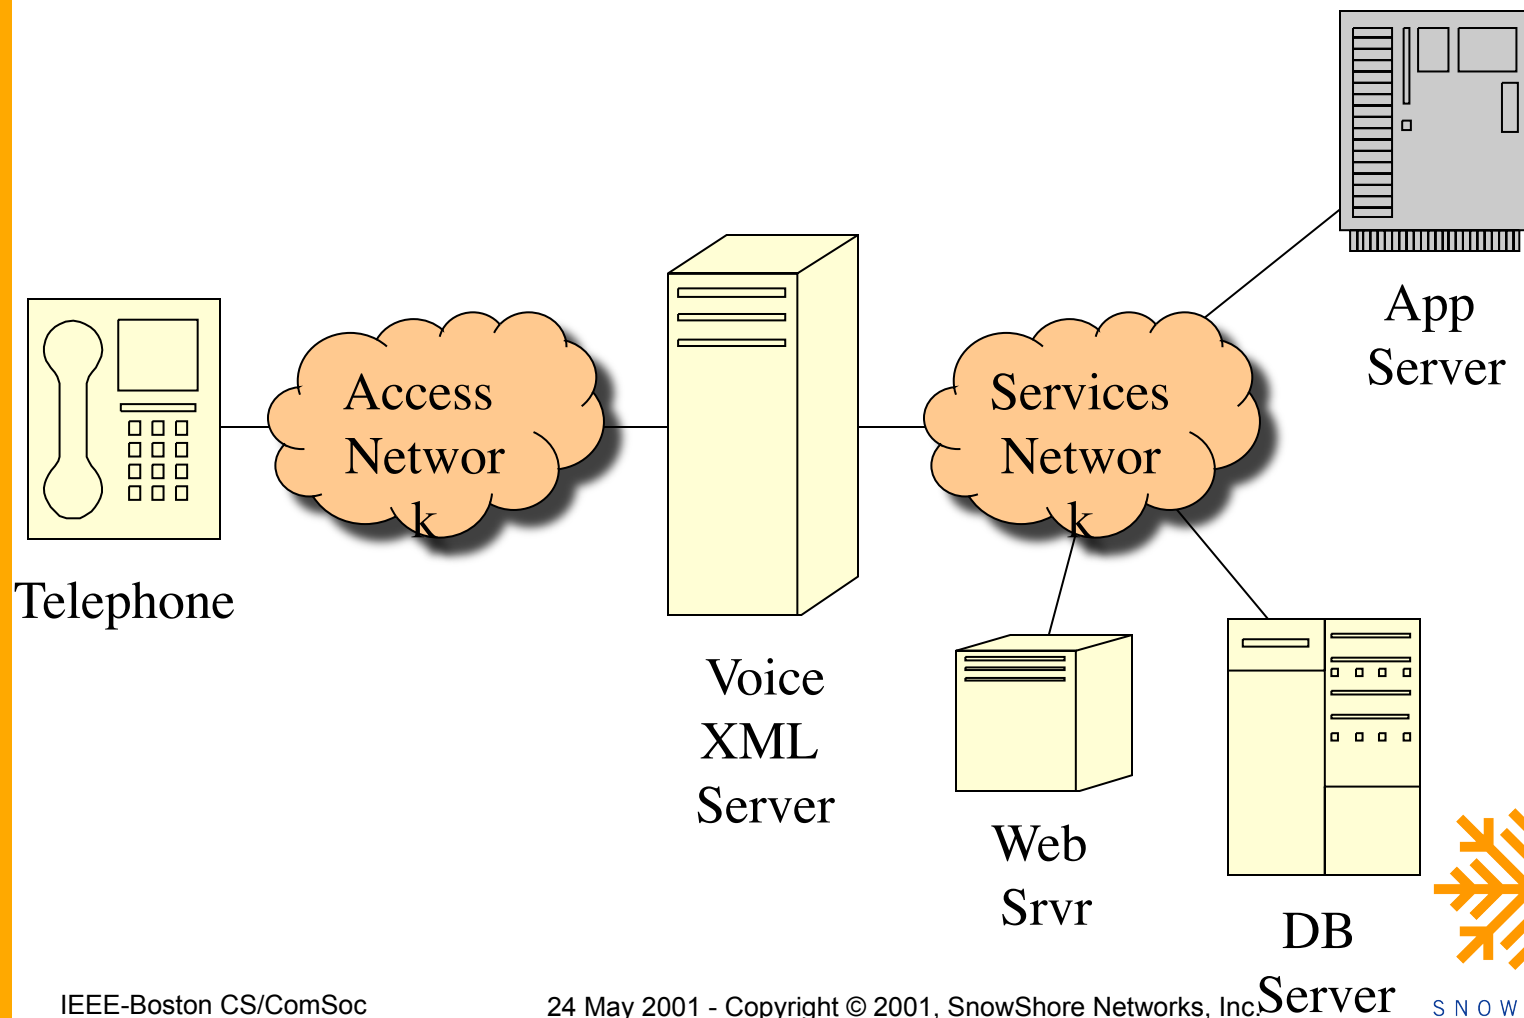 App
Server
Access
Networ
k
Services
Networ
k
Telephone
Voice
XML
Server
Web
Srvr
DB
Server
IEEE-Boston CS/ComSoc
24 May 2001 - Copyright © 2001, SnowShore Networks, Inc.
SNOW